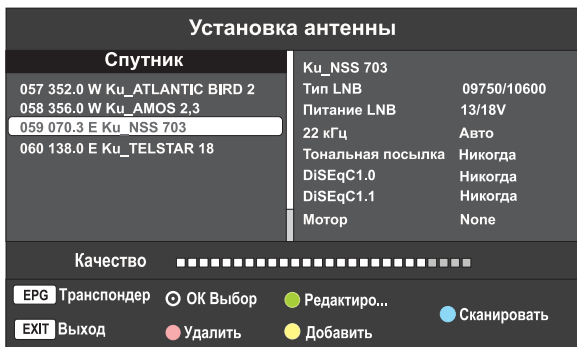 Установка антенны
Спутник
057 352.0 W Ku_ATLANTIC BIRD 2
058 356.0 W Ku_AMOS 2,3
059 070.3 E Ku_NSS 703
060 138.0 E Ku_TELSTAR 18
Ku_NSS 703
Тип LNB 09750/10600
Питание LNB 13/18V
22 кГц Авто
Тональная посылка Никогда
DiSEqC1.0 Никогда
DiSEqC1.1 Никогда
Мотор None
Качество
EPG Транспондер OK Выбор Редактиро... Сканировать
EXIT Выход Удалить Добавить